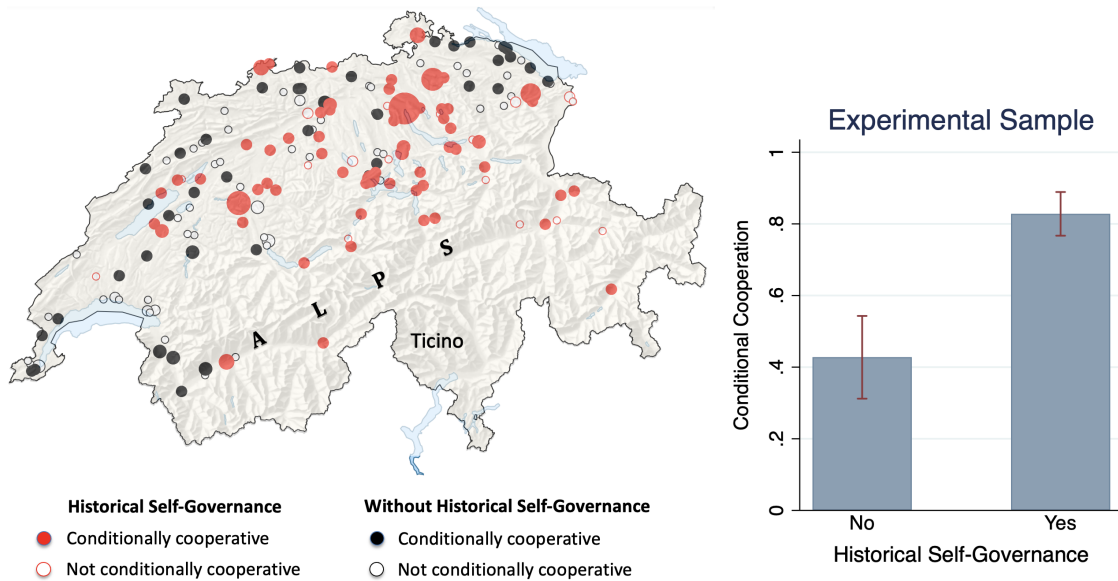 A L P S
Ticino
Historical Self-Governance
Conditionally cooperative
Not conditionally cooperative
Without Historical Self-Governance
Conditionally cooperative
Not conditionally cooperative
Experimental Sample
Conditional Cooperation
1
.8
.6
.4
.2
0
No Yes
Historical Self-Governance